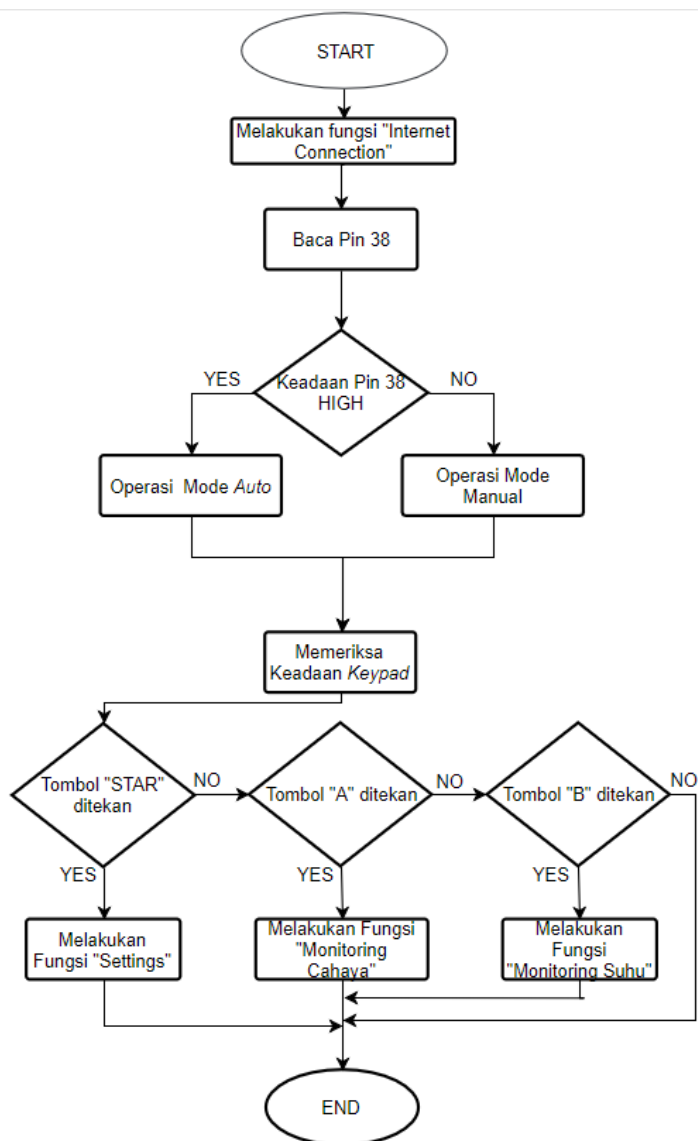 START
Melakukan fungsi "Internet
Connection"
Baca Pin 38
YES
Keadaan Pin 38
HIGH
NO
Operasi Mode Auto
Operasi Mode
Manual
Memeriksa
Keadaan Keypad
Tombol "STAR"
ditekan
NO
Tombol "A" ditekan
NO
Tombol "B" ditekan
NO
YES
YES
YES
Melakukan
Fungsi "Settings"
Melakukan Fungsi
"Monitoring
Cahaya"
Melakukan
Fungsi
"Monitoring Suhu"
END